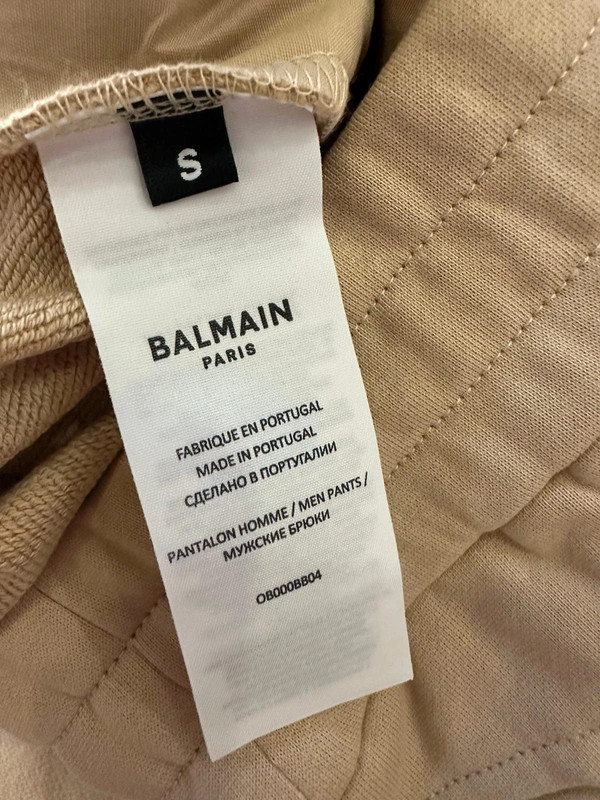 S
BALMAIN
PARIS
FABRIQUE EN PORTUGAL
MADE IN PORTUGAL
СДЕЛАНО В ПОРТУГАЛИИ
PANTALON HOMME / MEN PANTS /
МУЖСКИЕ БРЮКИ
OB000BB04